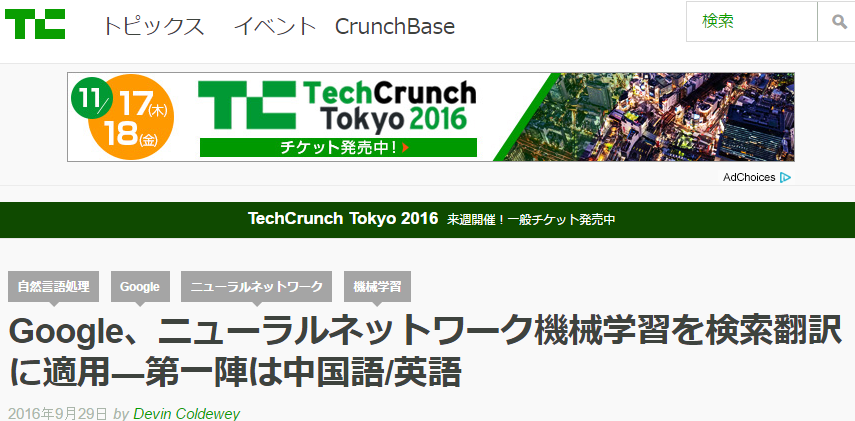 TC トピックス イベント CrunchBase 検索
11/17(木)
18(金)
TC TechCrunch
Tokyo 2016
チケット発売中!
AdChoices
TechCrunch Tokyo 2016 来週開催!一般チケット発売中
自然言語処理 Google ニューラルネットワーク 機械学習
Google、ニューラルネットワーク機械学習を検索翻訳
に適用—第一陣は中国語/英語
2016年9月29日 by Devin Coldewey